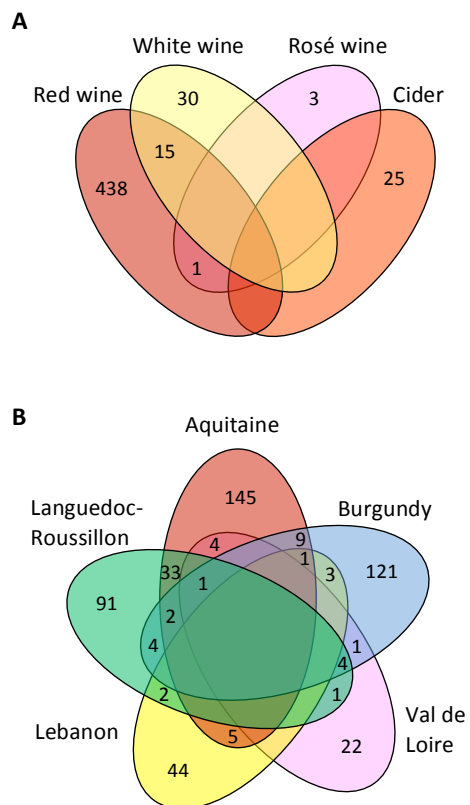 A
White wine Rosé wine
Red wine Cider
30 3
15 25
438
1
B
Aquitaine
Languedoc-
Roussillon
Burgundy
145
9
4 1
33 1 3 121
91
2
4 1
4
2 1
Lebanon
Val de
Loire
5 22
44